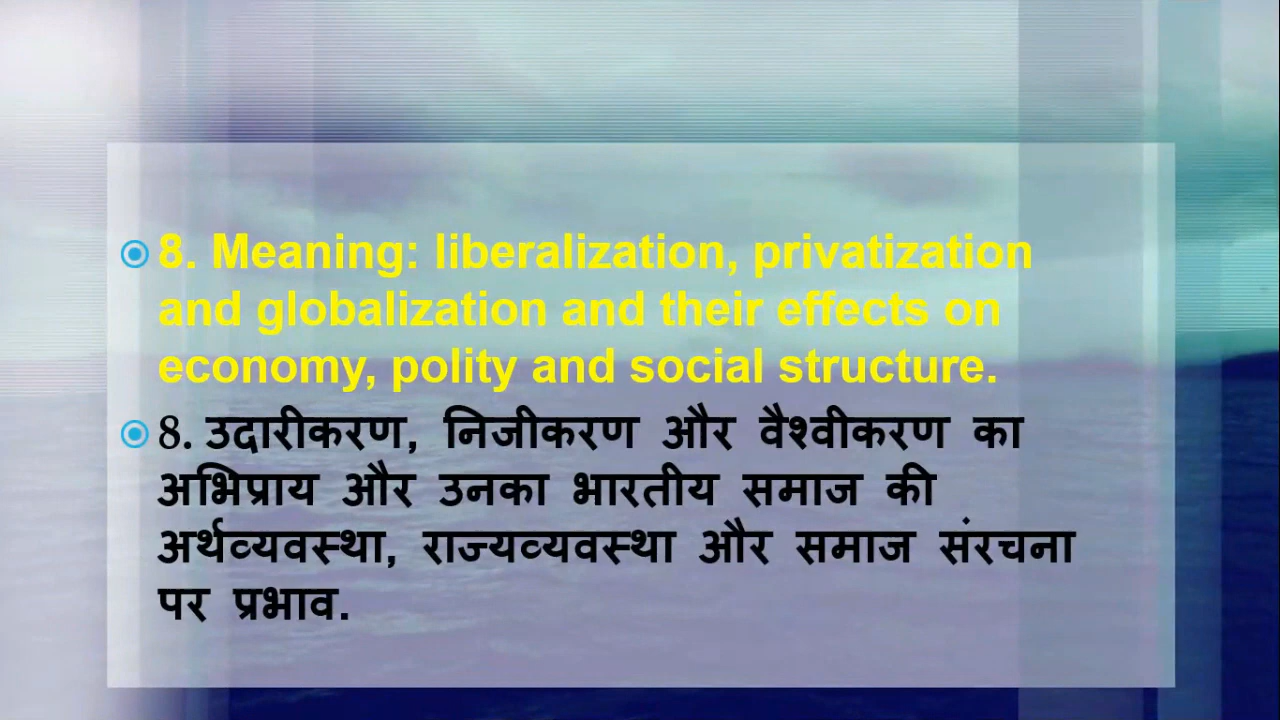 8. Meaning: liberalization, privatization
and globalization and their effects on
economy, polity and social structure.
8. उदारीकरण, निजीकरण और वैश्वीकरण का
अभिप्राय और उनका भारतीय समाज की
अर्थव्यवस्था, राज्यव्यवस्था और समाज संरचना
पर प्रभाव.